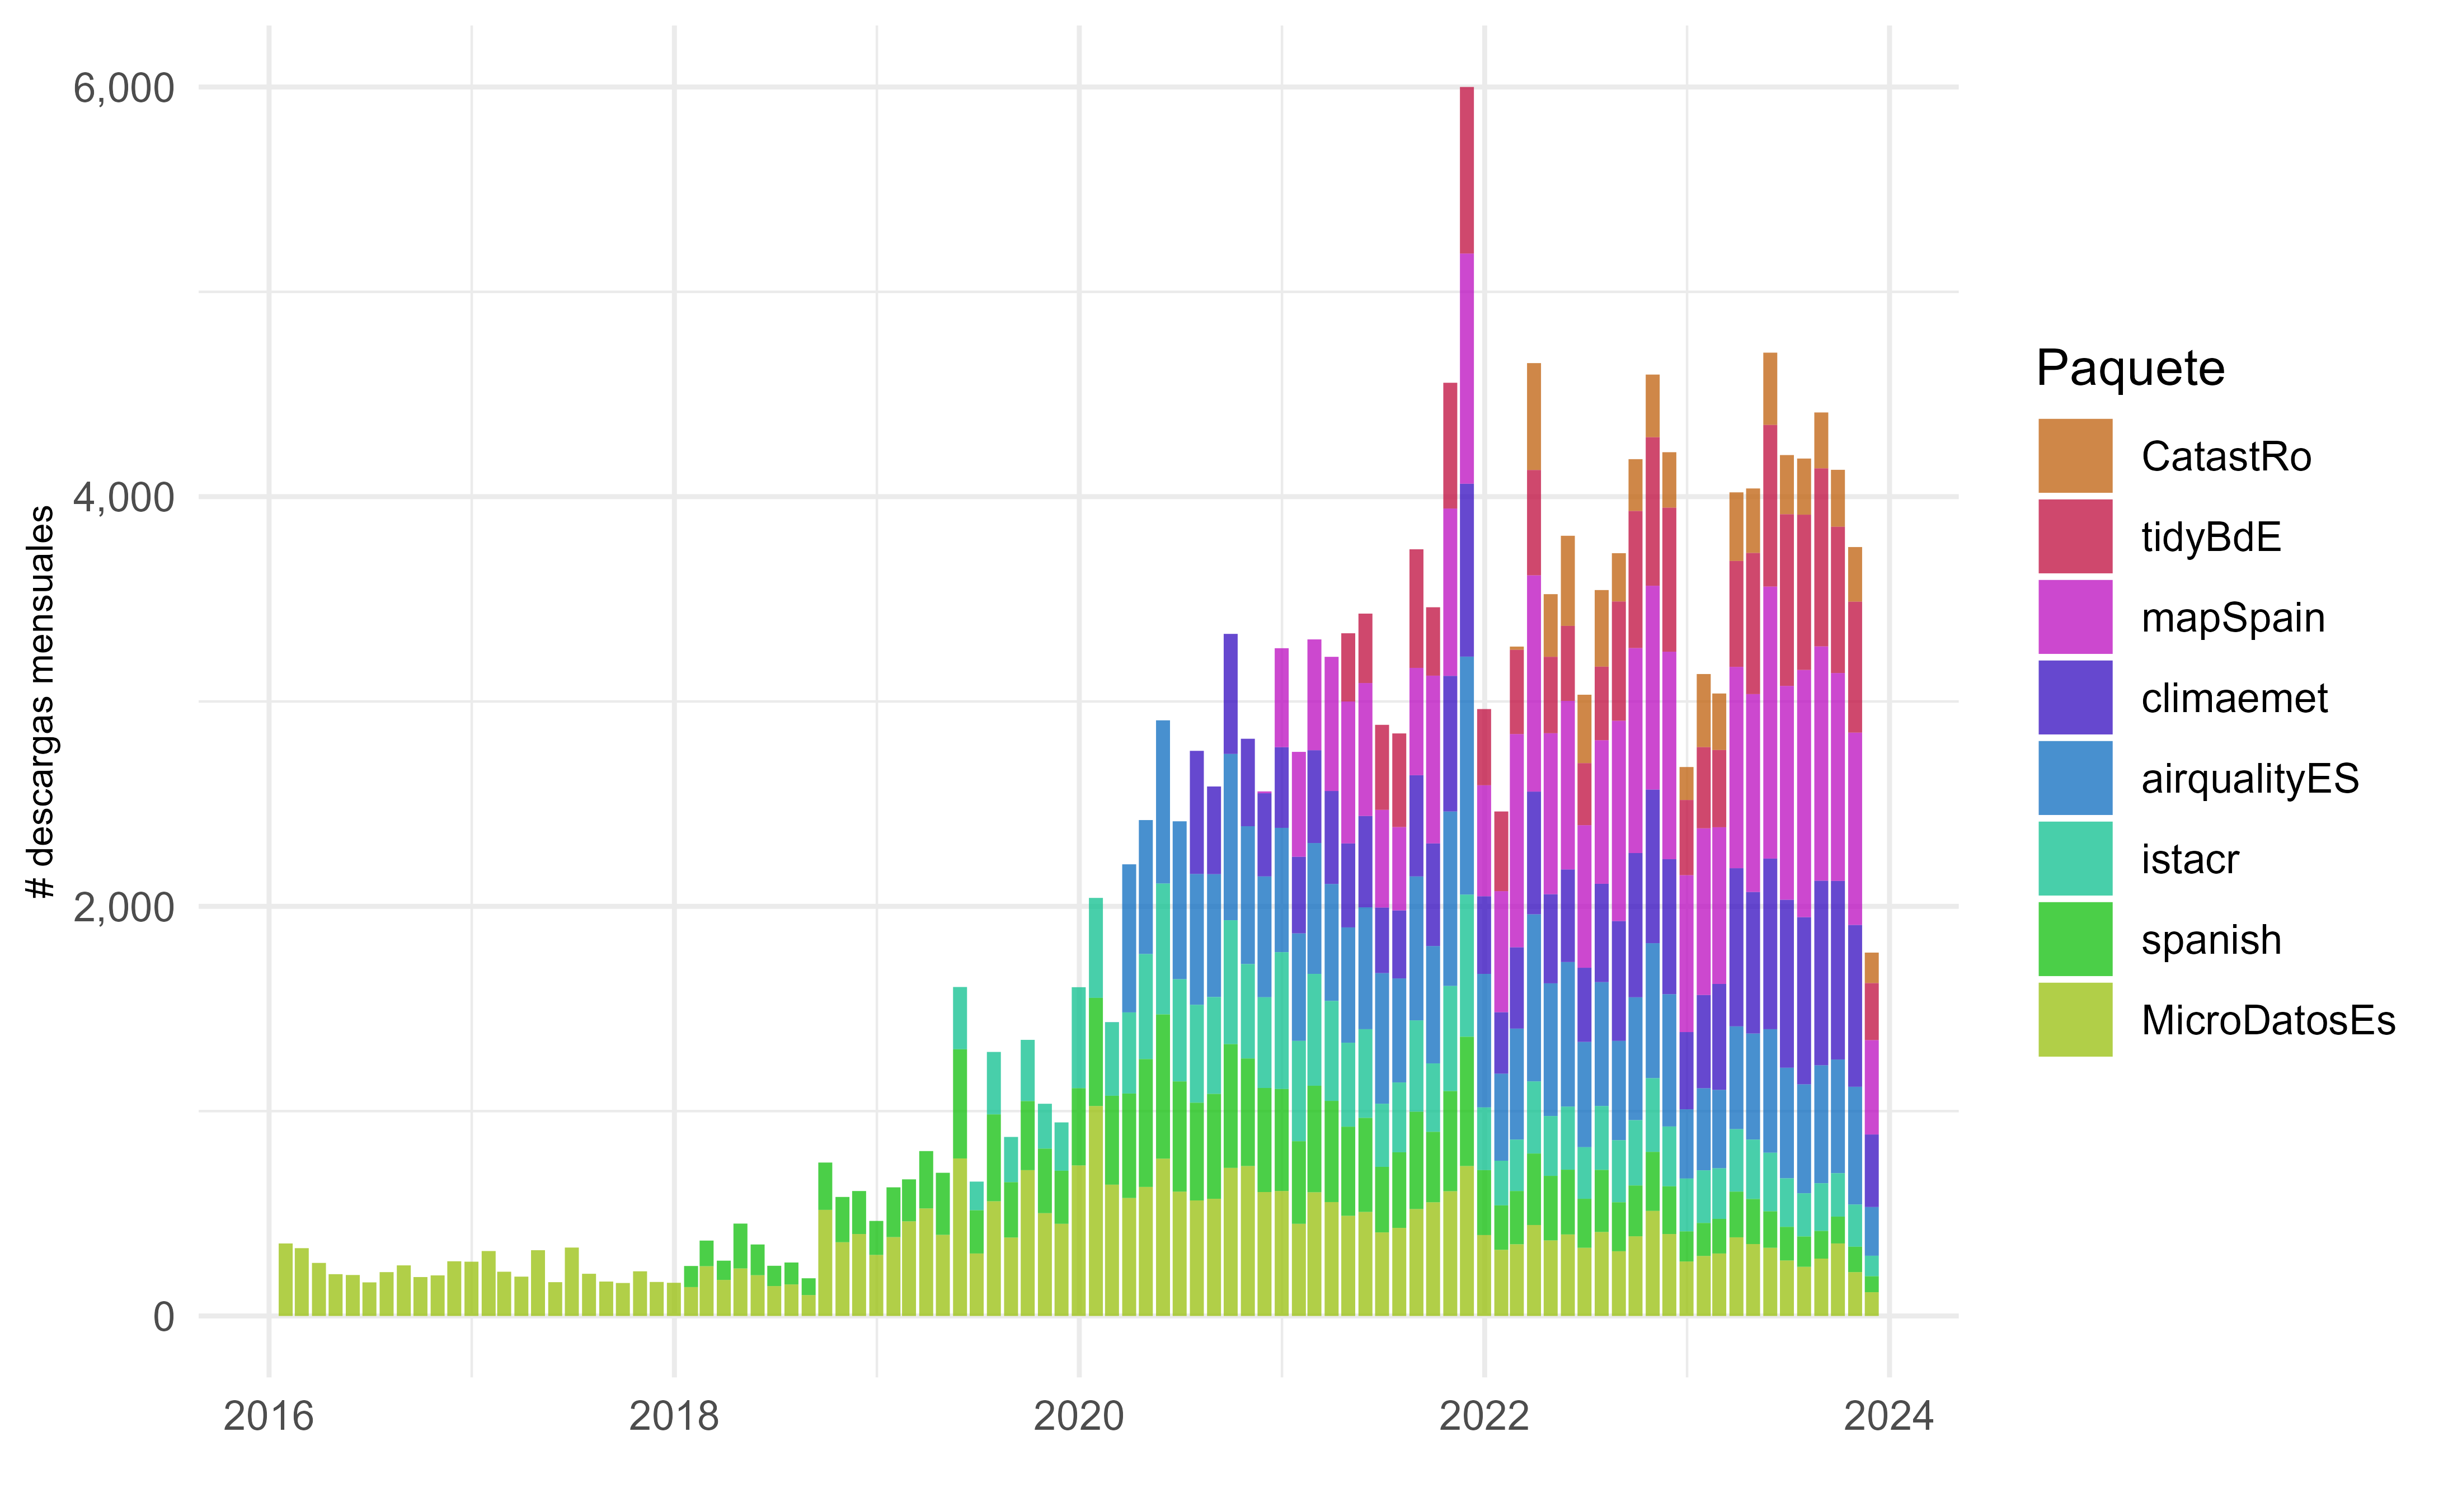 6,000
4,000
2,000
0
# descargas mensuales
2016
2018
2020
2022
2024
Paquete
CatastRo
tidyBdE
mapSpain
climaemet
airqualityES
istacr
spanish
MicroDatosEs